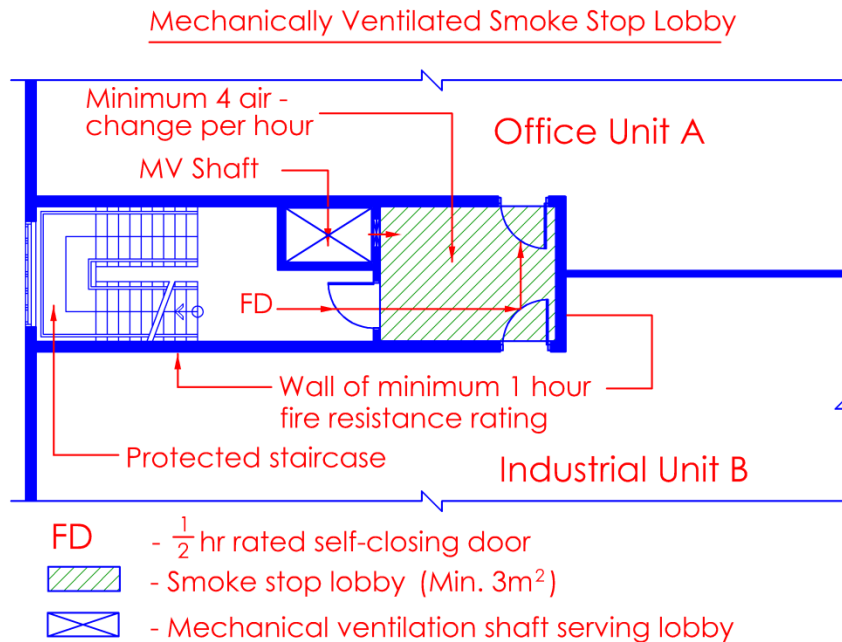 Mechanically Ventilated Smoke Stop Lobby
Minimum 4 air -
change per hour
Office Unit A
MV Shaft
FD
Wall of minimum 1 hour
fire resistance rating
Protected staircase
Industrial Unit B
FD - 1/2 hr rated self-closing door
- Smoke stop lobby (Min. 3m²)
- Mechanical ventilation shaft serving lobby